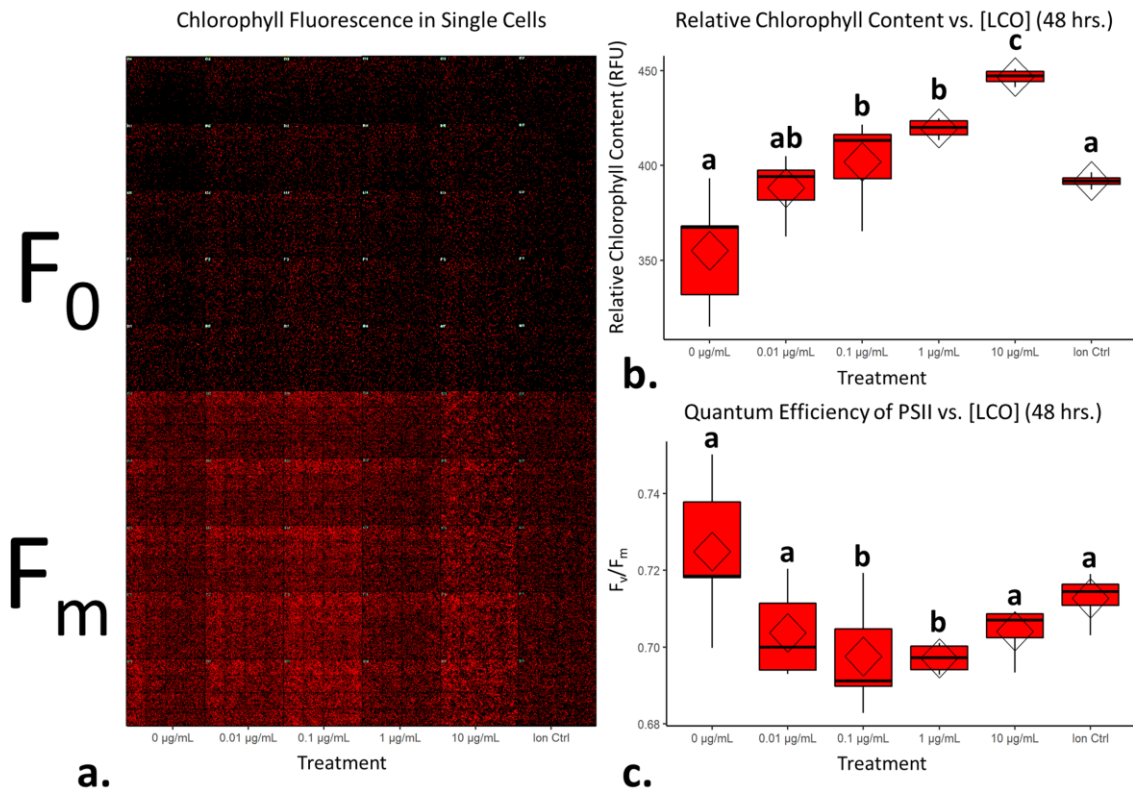 Chlorophyll Fluorescence in Single Cells
F0
Fm
0 µg/mL 0.01 µg/mL 0.1 µg/mL 1 µg/mL 10 µg/mL Ion Ctrl
Treatment
a.
Relative Chlorophyll Content vs. [LCO] (48 hrs.)
Relative Chlorophyll Content (RFU)
450
400
350
a
ab
b
b
c
a
0 µg/mL 0.01 µg/mL 0.1 µg/mL 1 µg/mL 10 µg/mL Ion Ctrl
Treatment
b.
Quantum Efficiency of PSII vs. [LCO] (48 hrs.)
Fv/Fm
0.74
0.72
0.70
0.68
a
a
b
b
a
a
0 µg/mL 0.01 µg/mL 0.1 µg/mL 1 µg/mL 10 µg/mL Ion Ctrl
Treatment
c.